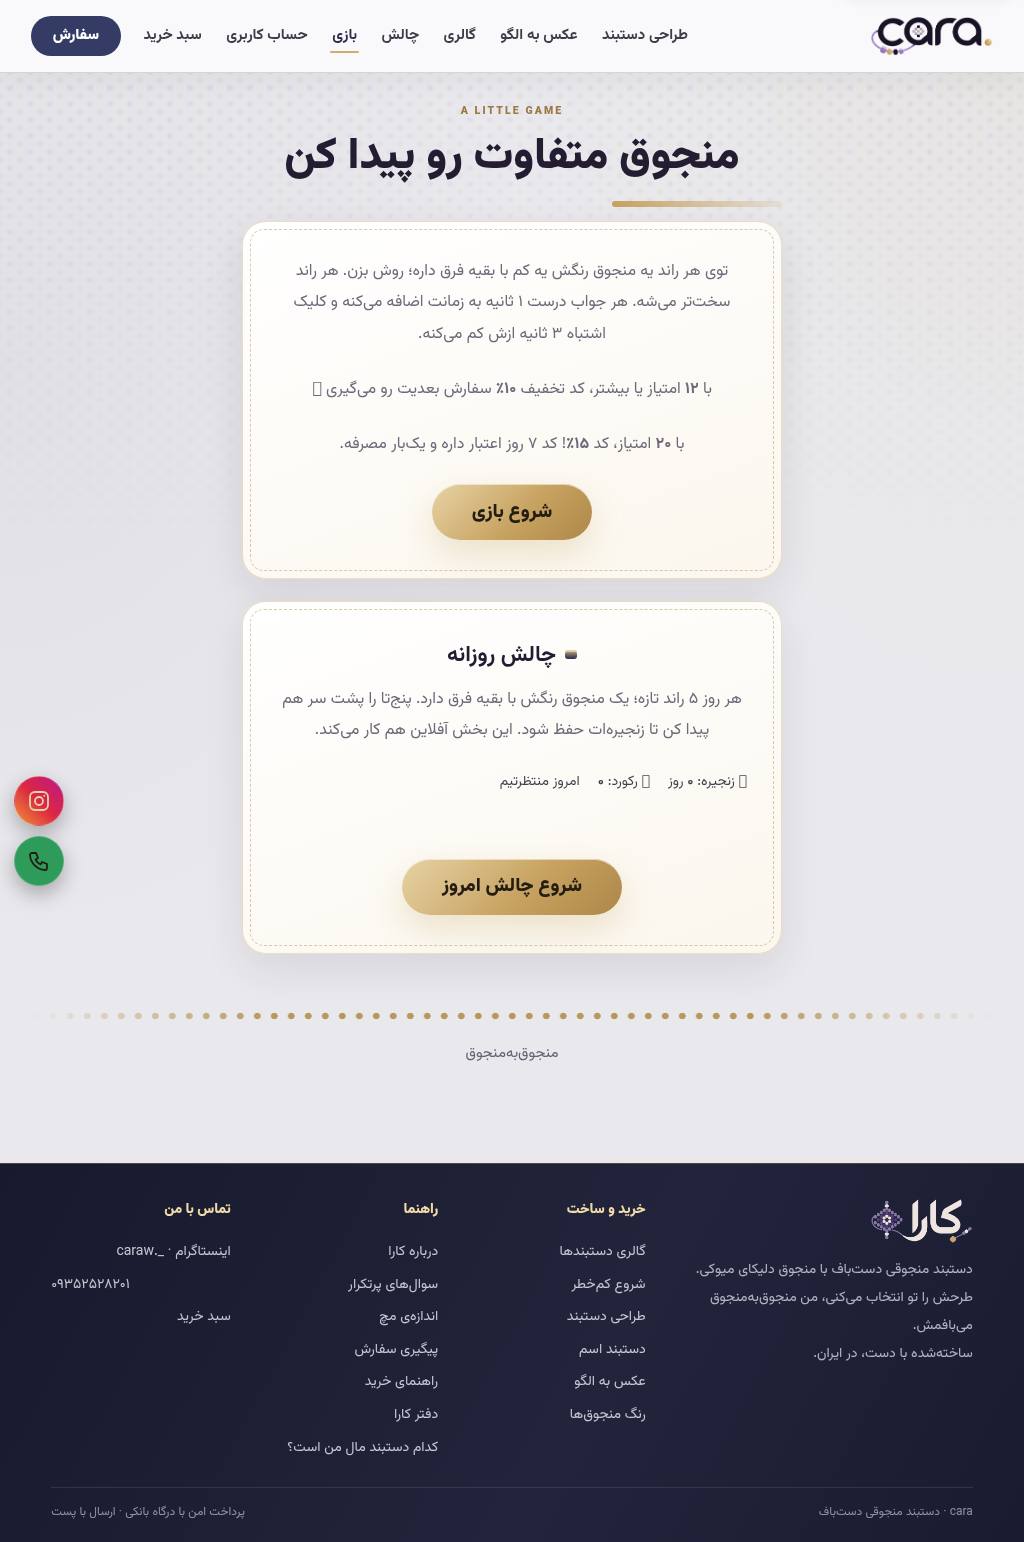 cara.
طراحی دستبند
عکس به الگو
گالری
چالش
بازی
حساب کاربری
سبد خرید
سفارش
A LITTLE GAME
منجوق متفاوت رو پیدا کن
توی هر راند یه منجوق رنگش یه کم با بقیه فرق داره؛ روش بزن. هر راند
سخت‌تر می‌شه. هر جواب درست ۱ ثانیه به زمانت اضافه می‌کنه و کلیک
اشتباه ۳ ثانیه ازش کم می‌کنه.
با ۱۲ امتیاز یا بیشتر، کد تخفیف ۱۰٪ سفارش بعدیت رو می‌گیری
با ۲۰ امتیاز، کد ۱۵٪! کد ۷ روز اعتبار داره و یک‌بار مصرفه.
شروع بازی
چالش روزانه
هر روز ۵ راند تازه؛ یک منجوق رنگش با بقیه فرق دارد. پنج‌تا را پشت سر هم
پیدا کن تا زنجیره‌ات حفظ شود. این بخش آفلاین هم کار می‌کند.
زنجیره: ۰ روز
رکورد: ۰
امروز منتظرتیم
شروع چالش امروز
منجوق‌به‌منجوق
کارا
دستبند منجوقی دست‌باف با منجوق دلیکای میوکی.
طرحش را تو انتخاب می‌کنی، من منجوق‌به‌منجوق
می‌بافمش.
ساخته‌شده با دست، در ایران.
خرید و ساخت
گالری دستبندها
شروع کم‌خطر
طراحی دستبند
دستبند اسم
عکس به الگو
رنگ منجوق‌ها
راهنما
درباره کارا
سوال‌های پرتکرار
اندازه‌ی مچ
پیگیری سفارش
راهنمای خرید
دفتر کارا
کدام دستبند مال من است؟
تماس با من
اینستاگرام · caraw._
۰۹۳۵۲۵۲۸۲۰۱
سبد خرید
cara · دستبند منجوقی دست‌باف
پرداخت امن با درگاه بانکی · ارسال با پست